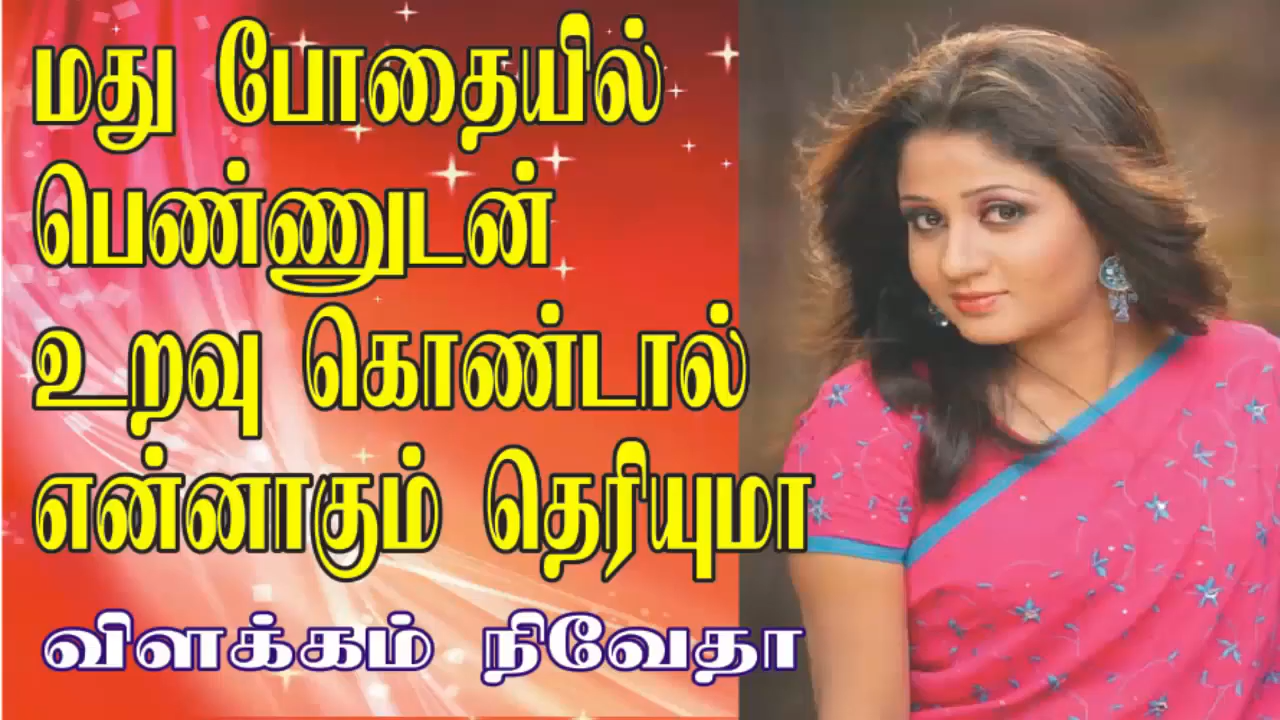 மது போதையில்
பெண்ணுடன்
உறவு கொண்டால்
என்னாகும் தெரியுமா
விளக்கம் நிவேதா